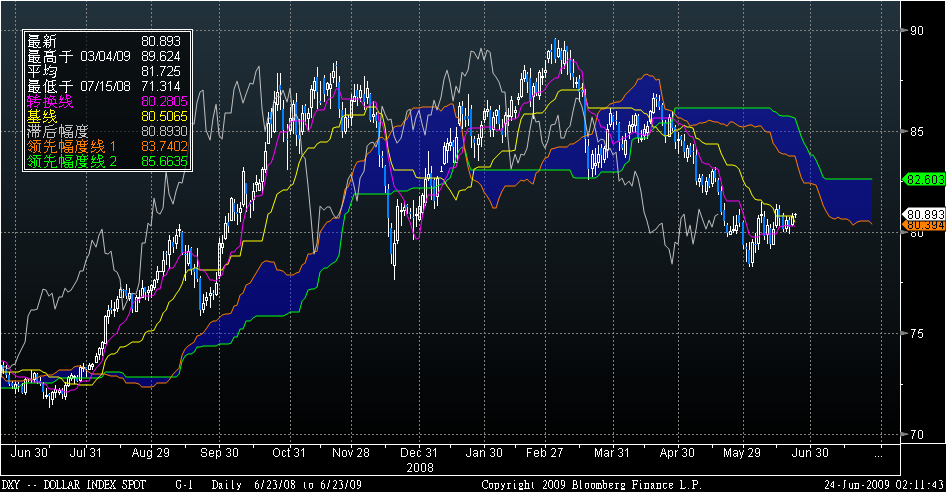 最新 80.893
最高于 03/04/09 89.624
平均 81.725
最低于 07/15/08 71.314
转换线 80.2805
基线 80.5065
滞后幅度 80.8930
领先幅度线 1 83.7402
领先幅度线 2 85.6635
90
85
82.603
80.893
80.394
80
75
70
Jun 30 Jul 31 Aug 29 Sep 30 Oct 31 Nov 28 Dec 31 Jan 30 Feb 27 Mar 31 Apr 30 May 29 Jun 30 ...
2008
DXY -- DOLLAR INDEX SPOT G-1 Daily 6/23/08 to 6/23/09 Copyright 2009 Bloomberg Finance L.P. 24-Jun-2009 02:11:43